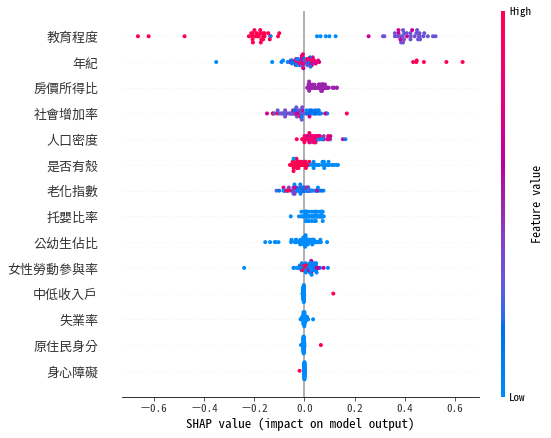 High
教育程度
年紀
房價所得比
社會增加率
人口密度
是否有殼
老化指數
托嬰比率
公幼生佔比
女性勞動參與率
中低收入戶
失業率
原住民身分
身心障礙
Feature value
Low
−0.6 −0.4 −0.2 0.0 0.2 0.4 0.6
SHAP value (impact on model output)